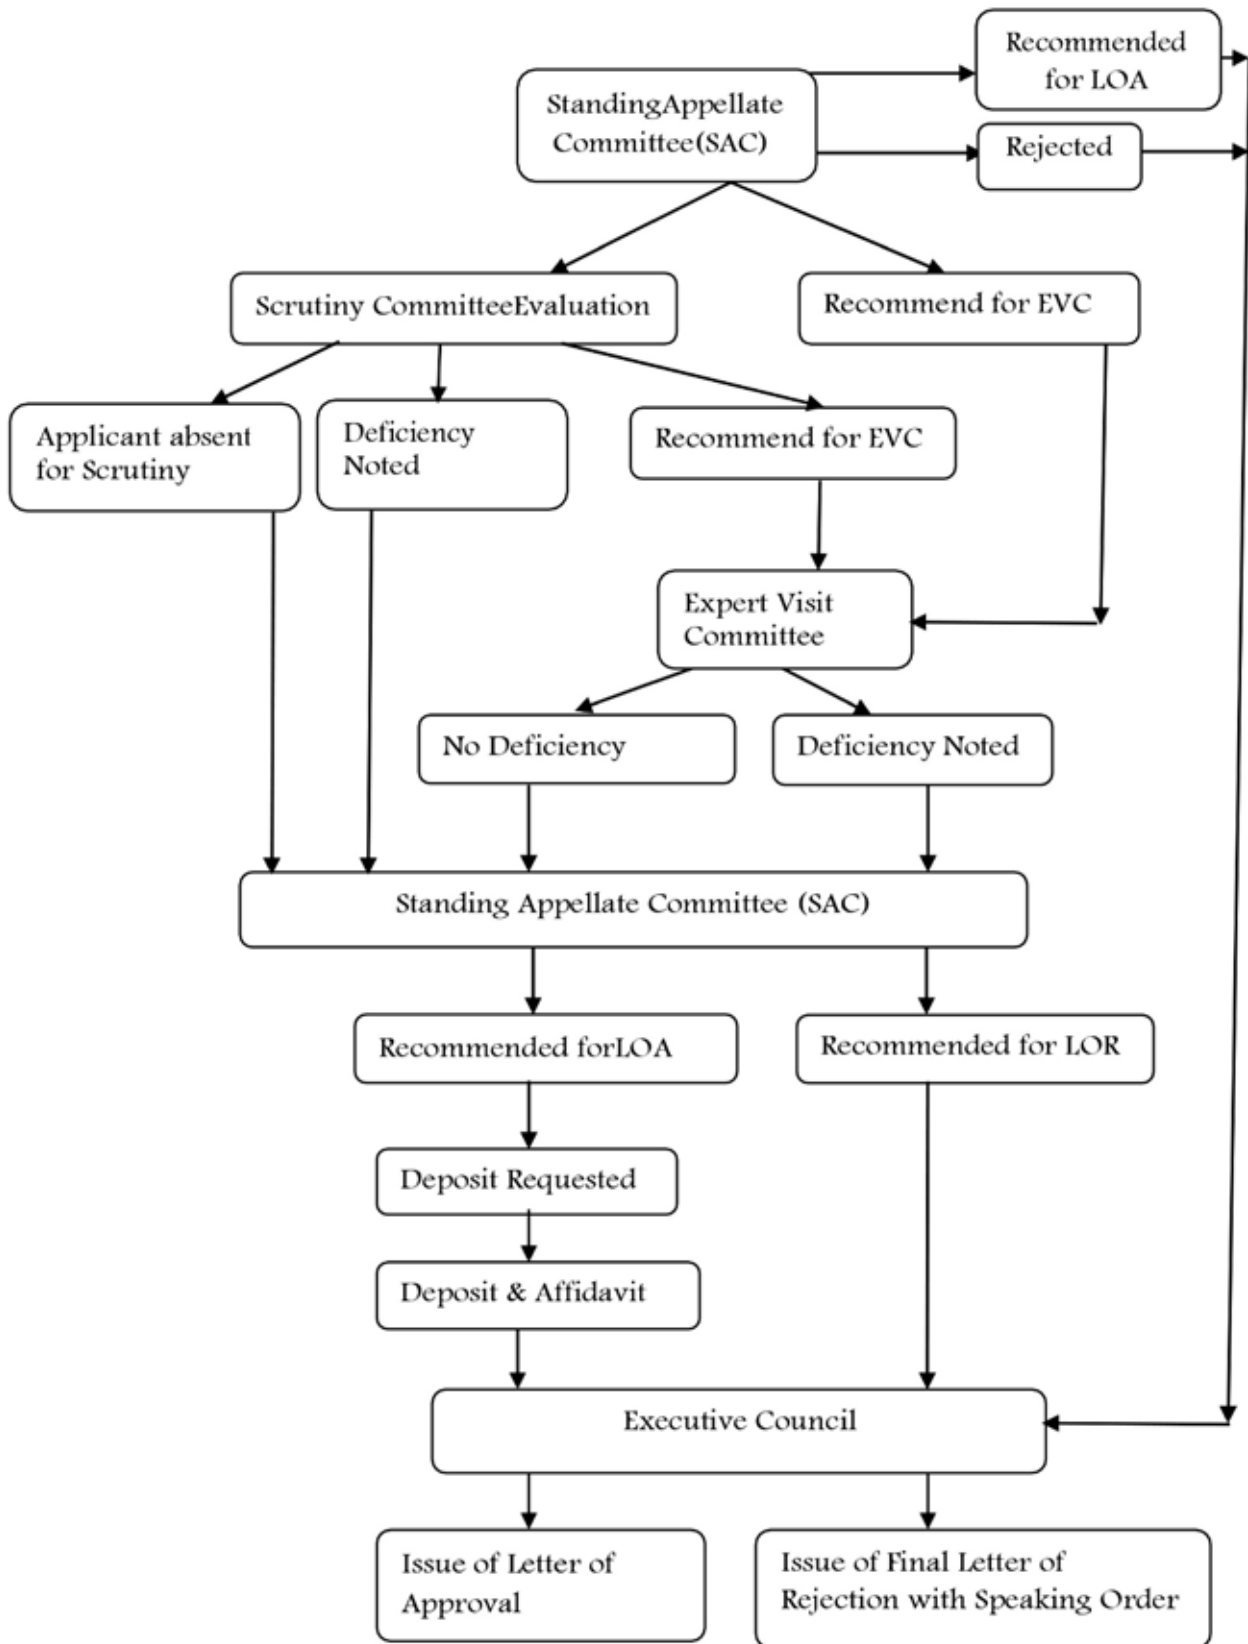 Recommended
for LOA
StandingAppellate
Committee(SAC)
Rejected
Scrutiny CommitteeEvaluation
Recommend for EVC
Applicant absent
for Scrutiny
Deficiency
Noted
Recommend for EVC
Expert Visit
Committee
No Deficiency
Deficiency Noted
Standing Appellate Committee (SAC)
Recommended forLOA
Recommended for LOR
Deposit Requested
Deposit & Affidavit
Executive Council
Issue of Letter of
Approval
Issue of Final Letter of
Rejection with Speaking Order